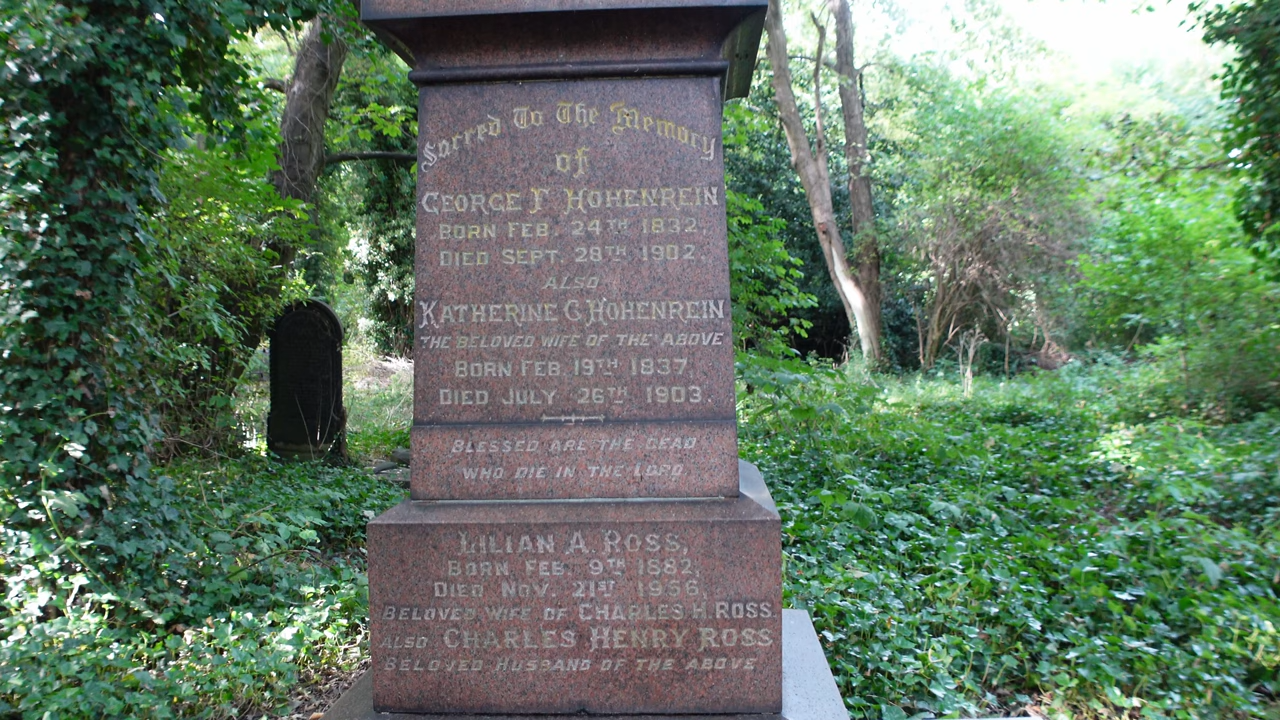 Sacred To The Memory
of
GEORGE F HOHENREIN
BORN FEB. 24TH 1832,
DIED SEPT. 28TH 1902.
ALSO
KATHERINE C HOHENREIN
THE BELOVED WIFE OF THE ABOVE
BORN FEB. 19TH 1837,
DIED JULY 26TH 1903.
BLESSED ARE THE DEAD
WHO DIE IN THE LORD
LILIAN A. ROSS,
BORN FEB. 9TH 1882,
DIED NOV. 21ST 1956,
BELOVED WIFE OF CHARLES H. ROSS
ALSO CHARLES HENRY ROSS
BELOVED HUSBAND OF THE ABOVE